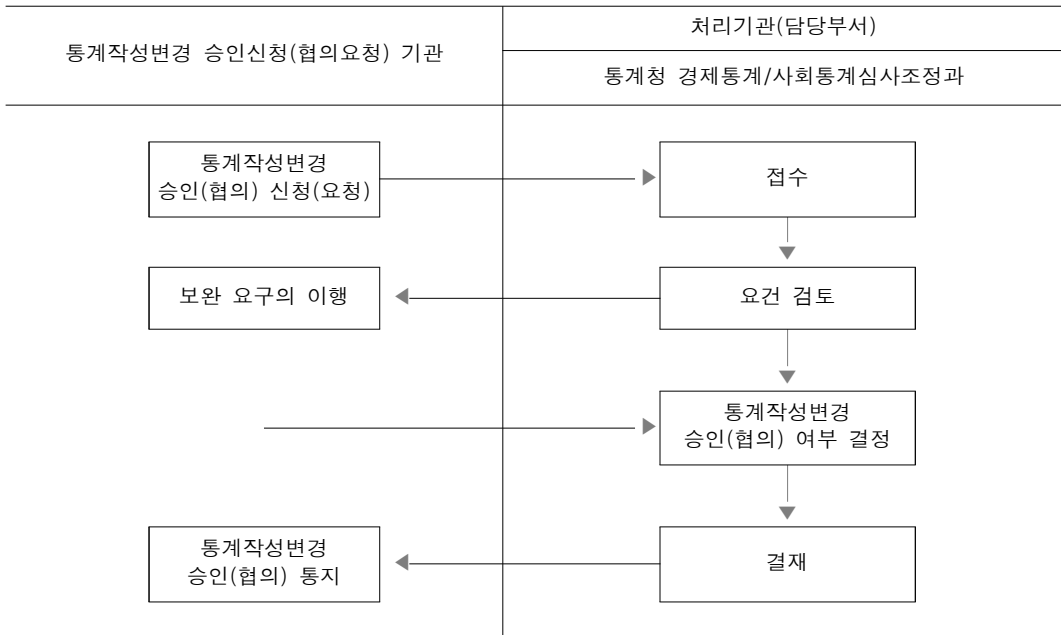 통계작성변경 승인신청(협의요청) 기관
처리기관(담당부서)
통계청 경제통계/사회통계심사조정과
통계작성변경
승인(협의) 신청(요청)
접수
보완 요구의 이행
요건 검토
통계작성변경
승인(협의) 여부 결정
통계작성변경
승인(협의) 통지
결재